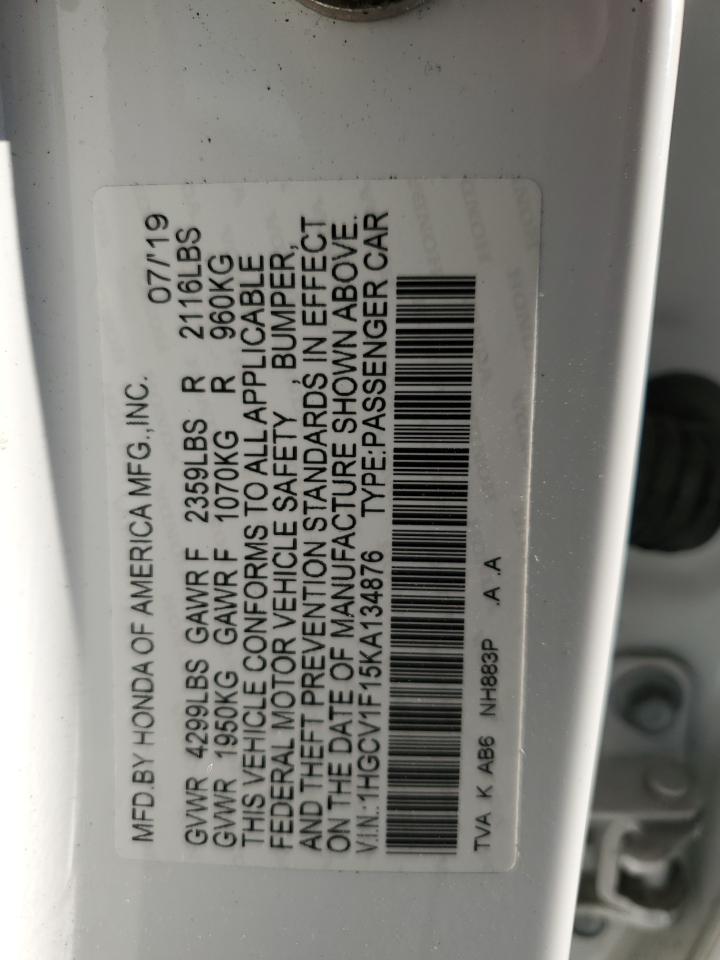 MFD.BY HONDA OF AMERICA MFG.,INC. 07/'19
GVWR 4299LBS GAWR F 2359LBS R 2116LBS
GVWR 1950KG GAWR F 1070KG R 960KG
THIS VEHICLE CONFORMS TO ALL APPLICABLE
FEDERAL MOTOR VEHICLE SAFETY , BUMPER,
AND THEFT PREVENTION STANDARDS IN EFFECT
ON THE DATE OF MANUFACTURE SHOWN ABOVE.
V.I.N.:1HGCV1F15KA134876 TYPE:PASSENGER CAR
TVA K AB6 NH883P .A .A